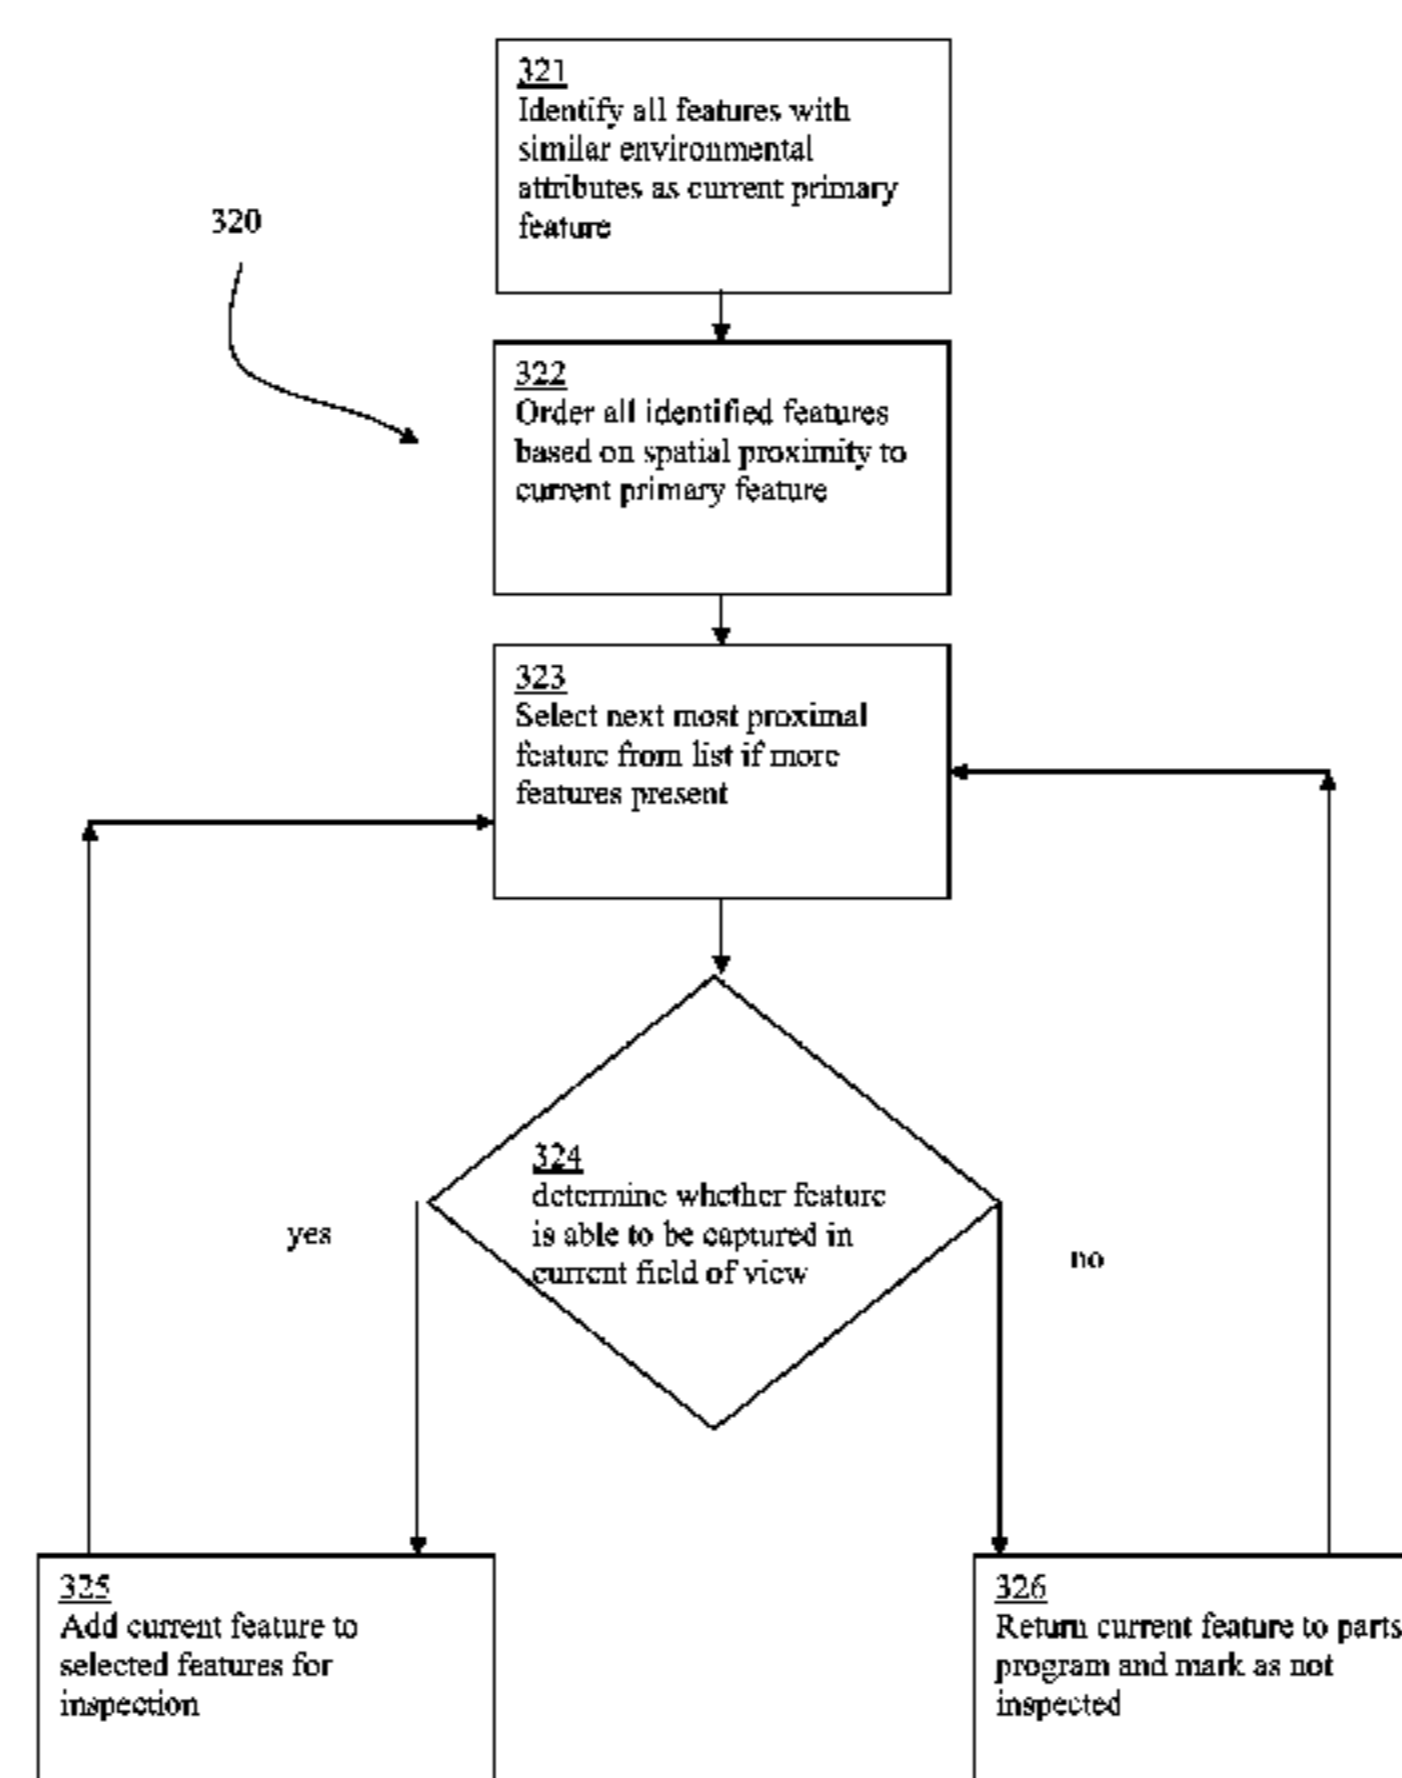 321
Identify all features with
similar environmental
attributes as current primary
feature
320
322
Order all identified features
based on spatial proximity to
current primary feature
323
Select next most proximal
feature from list if more
features present
324
determine whether feature
is able to be captured in
current field of view
yes
no
325
Add current feature to
selected features for
inspection
326
Return current feature to parts
program and mark as not
inspected